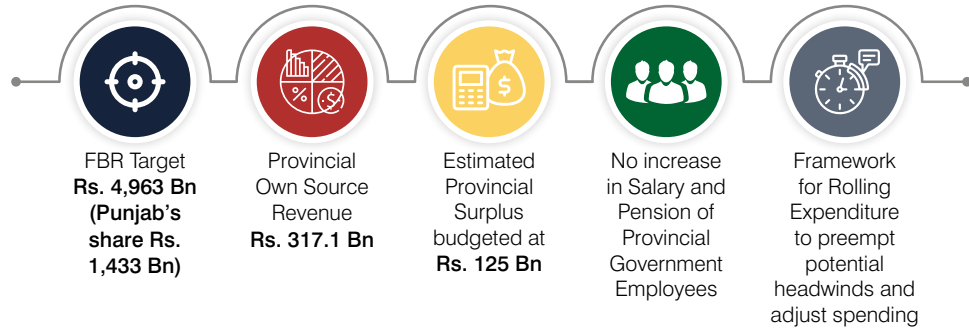 FBR Target
Rs. 4,963 Bn
(Punjab's
share Rs.
1,433 Bn)
Provincial
Own Source
Revenue
Rs. 317.1 Bn
Estimated
Provincial
Surplus
budgeted at
Rs. 125 Bn
No increase
in Salary and
Pension of
Provincial
Government
Employees
Framework
for Rolling
Expenditure
to preempt
potential
headwinds and
adjust spending